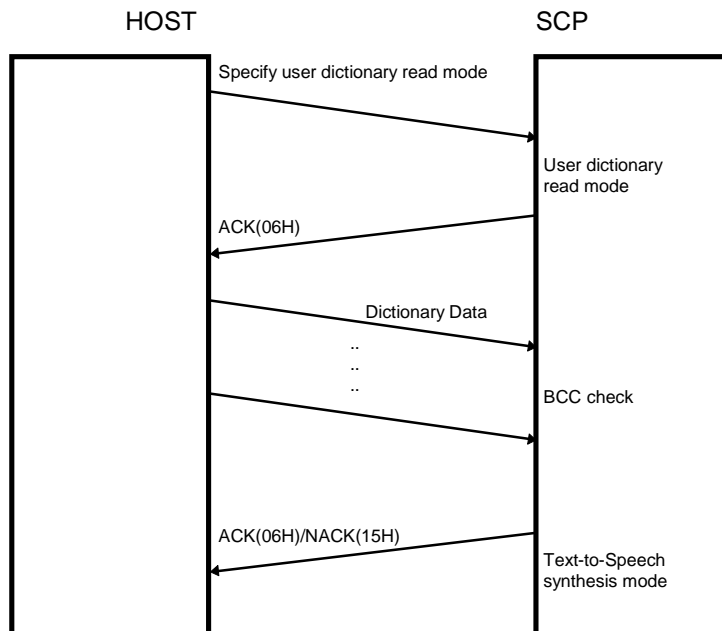 HOST
SCP
Specify user dictionary read mode
User dictionary
read mode
ACK(06H)
Dictionary Data
..
..
..
BCC check
ACK(06H)/NACK(15H)
Text-to-Speech
synthesis mode